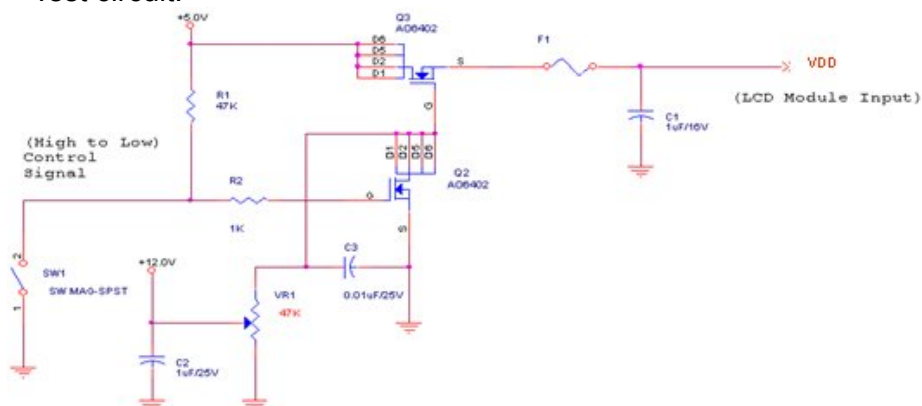 Test circuit:
+5.0V
Q3
AO6402
D6
D5
D2
D1
S
G
F1
VDD
(LCD Module Input)
C1
1uF/16V
R1
47K
(High to Low)
Control
Signal
R2
1K
D1
D2
D5
D6
Q2
AO6402
G
S
2
SW1
SW MAG-SPST
1
+12.0V
C3
0.01uF/25V
VR1
47K
C2
1uF/25V